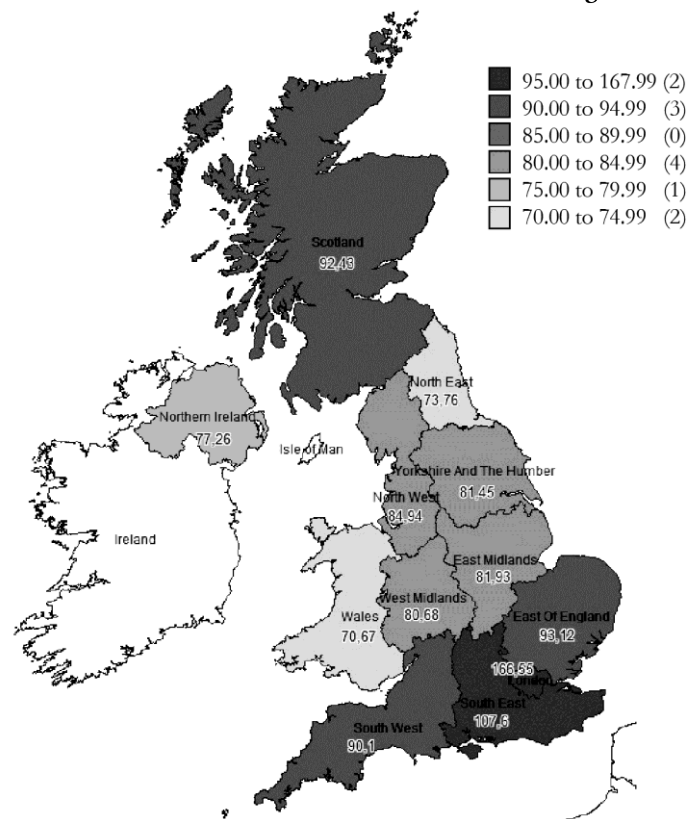 95.00 to 167.99 (2)
90.00 to 94.99 (3)
85.00 to 89.99 (0)
80.00 to 84.99 (4)
75.00 to 79.99 (1)
70.00 to 74.99 (2)
Scotland
92,43
North East
73,76
Northern Ireland
77,26
Isle of Man
Yorkshire And The Humber
81,45
North West
84,94
Ireland
East Midlands
81,93
West Midlands
80,68
Wales
70,67
East Of England
93,12
166,55
London
South East
107,6
South West
90,1